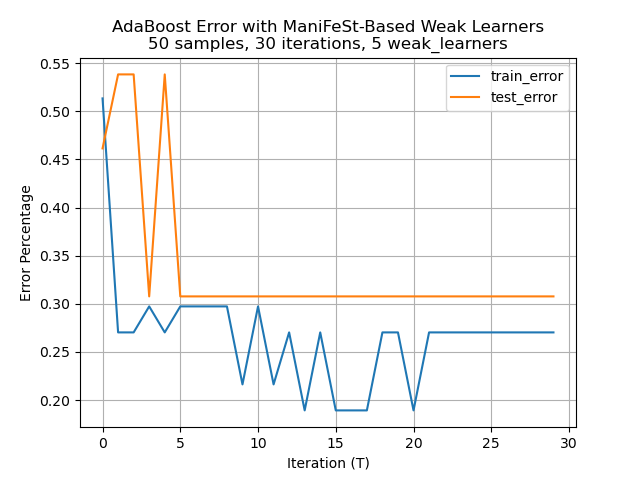 AdaBoost Error with ManiFeSt-Based Weak Learners
50 samples, 30 iterations, 5 weak_learners
train_error
test_error
Error Percentage
0.55
0.50
0.45
0.40
0.35
0.30
0.25
0.20
0 5 10 15 20 25 30
Iteration (T)